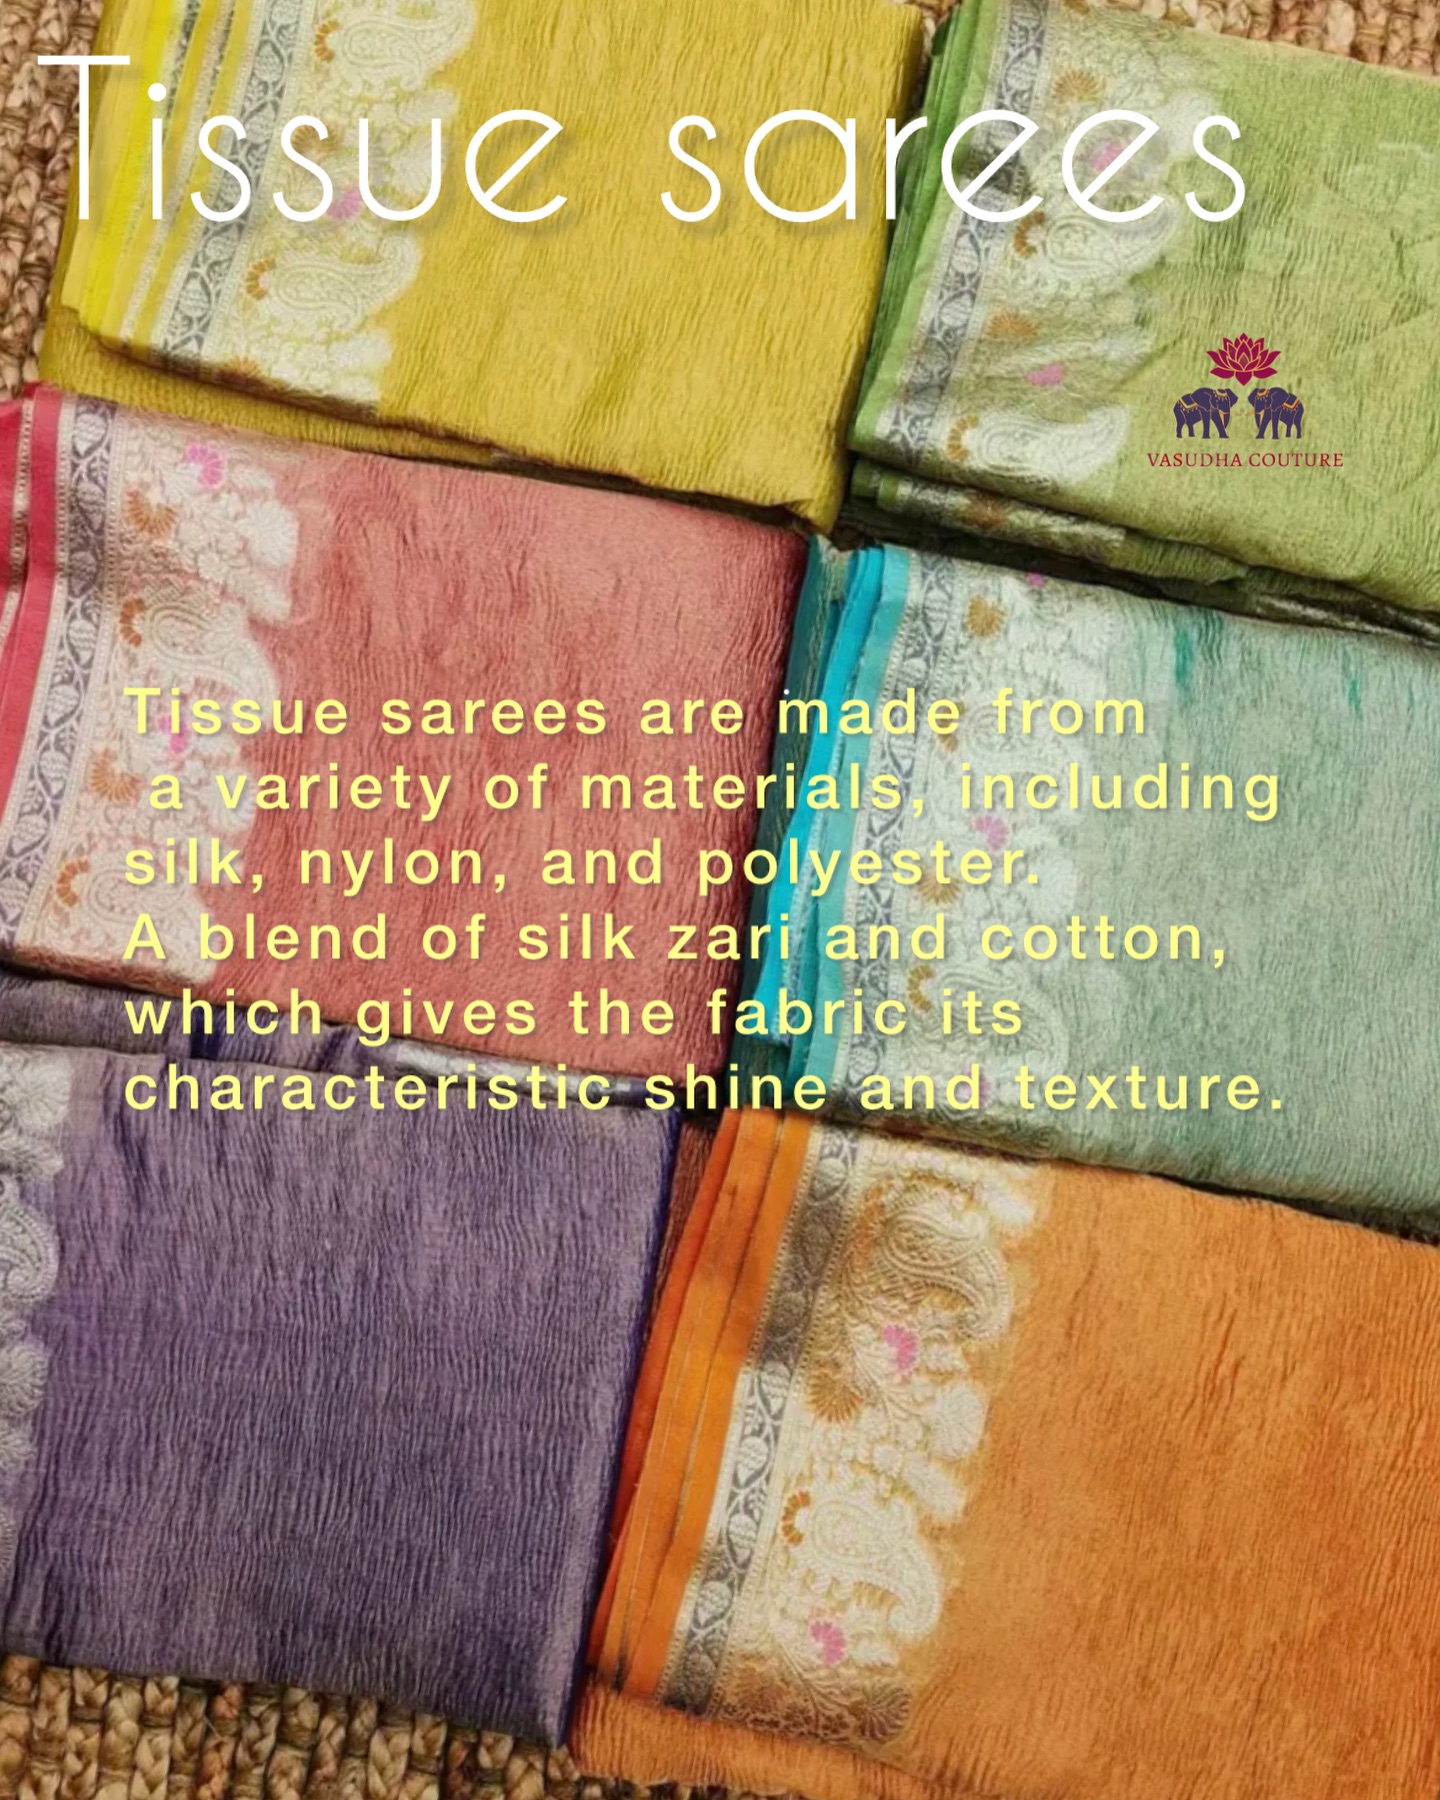 Tissue sarees
VASUDHA COUTURE
Tissue sarees are made from
a variety of materials, including
silk, nylon, and polyester.
A blend of silk zari and cotton,
which gives the fabric its
characteristic shine and texture.